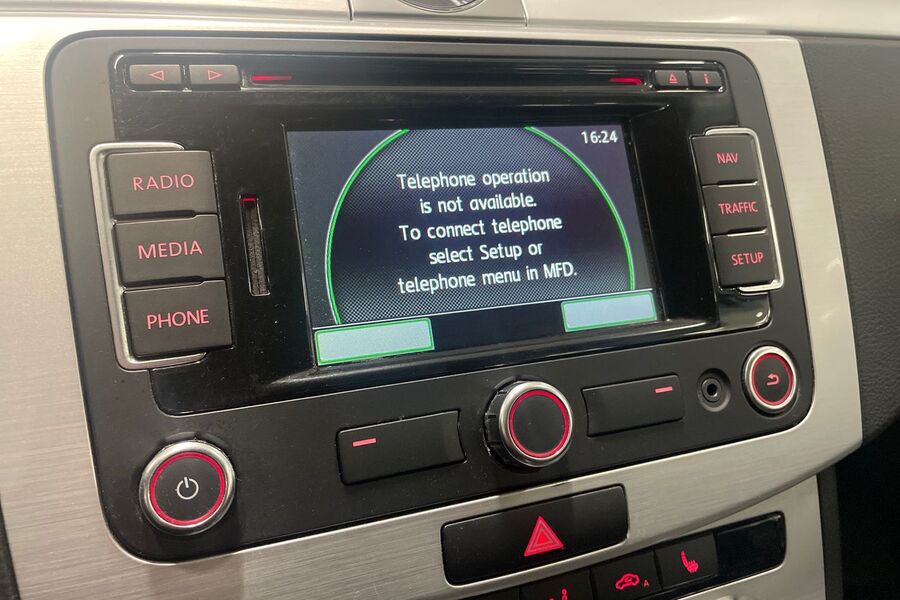 16:24
Telephone operation
is not available.
To connect telephone
select Setup or
telephone menu in MFD.
RADIO
MEDIA
PHONE
NAV
TRAFFIC
SETUP
i
A